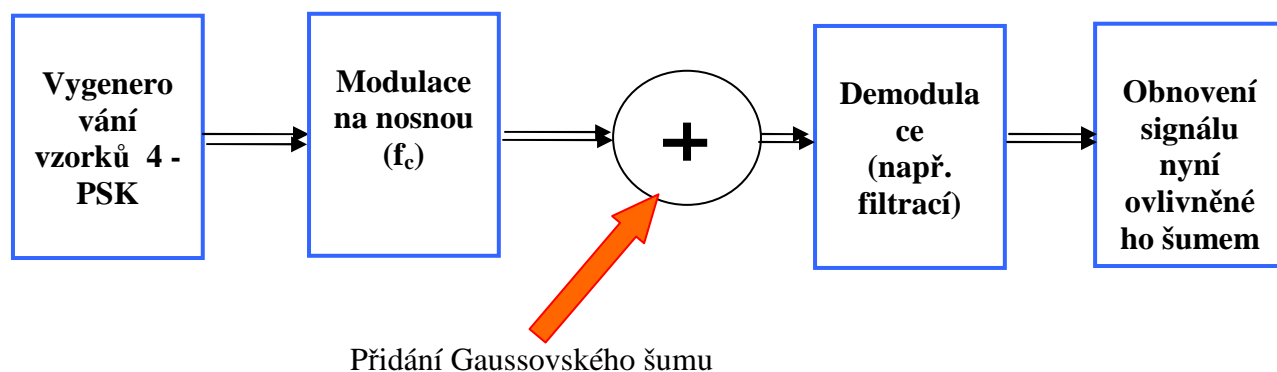 Vygenero
vání
vzorků 4 -
PSK
Modulace
na nosnou
(fc)
+
Demodula
ce
(např.
filtrací)
Obnovení
signálu
nyní
ovlivněné
ho šumem
Přidání Gaussovského šumu